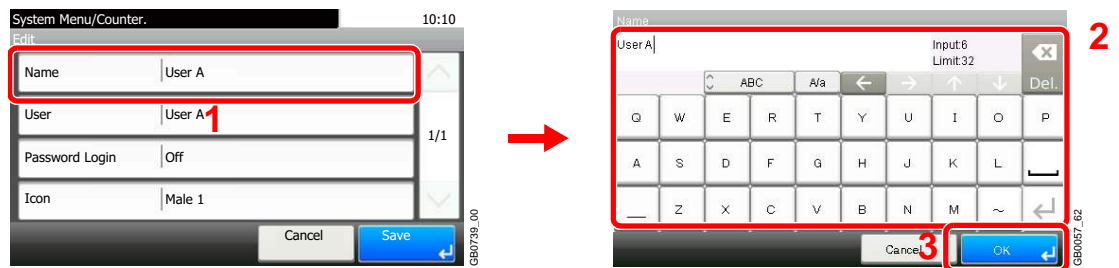 System Menu/Counter. 10:10
Edit
Name User A
User User A
1
1/1
Password Login Off
Icon Male 1
Cancel Save
GB0739_00
Name
2
User A
Input:6
Limit:32
ABC A/a Del.
Q W E R T Y U I O P
A S D F G H J K L
_ Z X C V B N M ~
Cancel 3 OK
GB0057_62